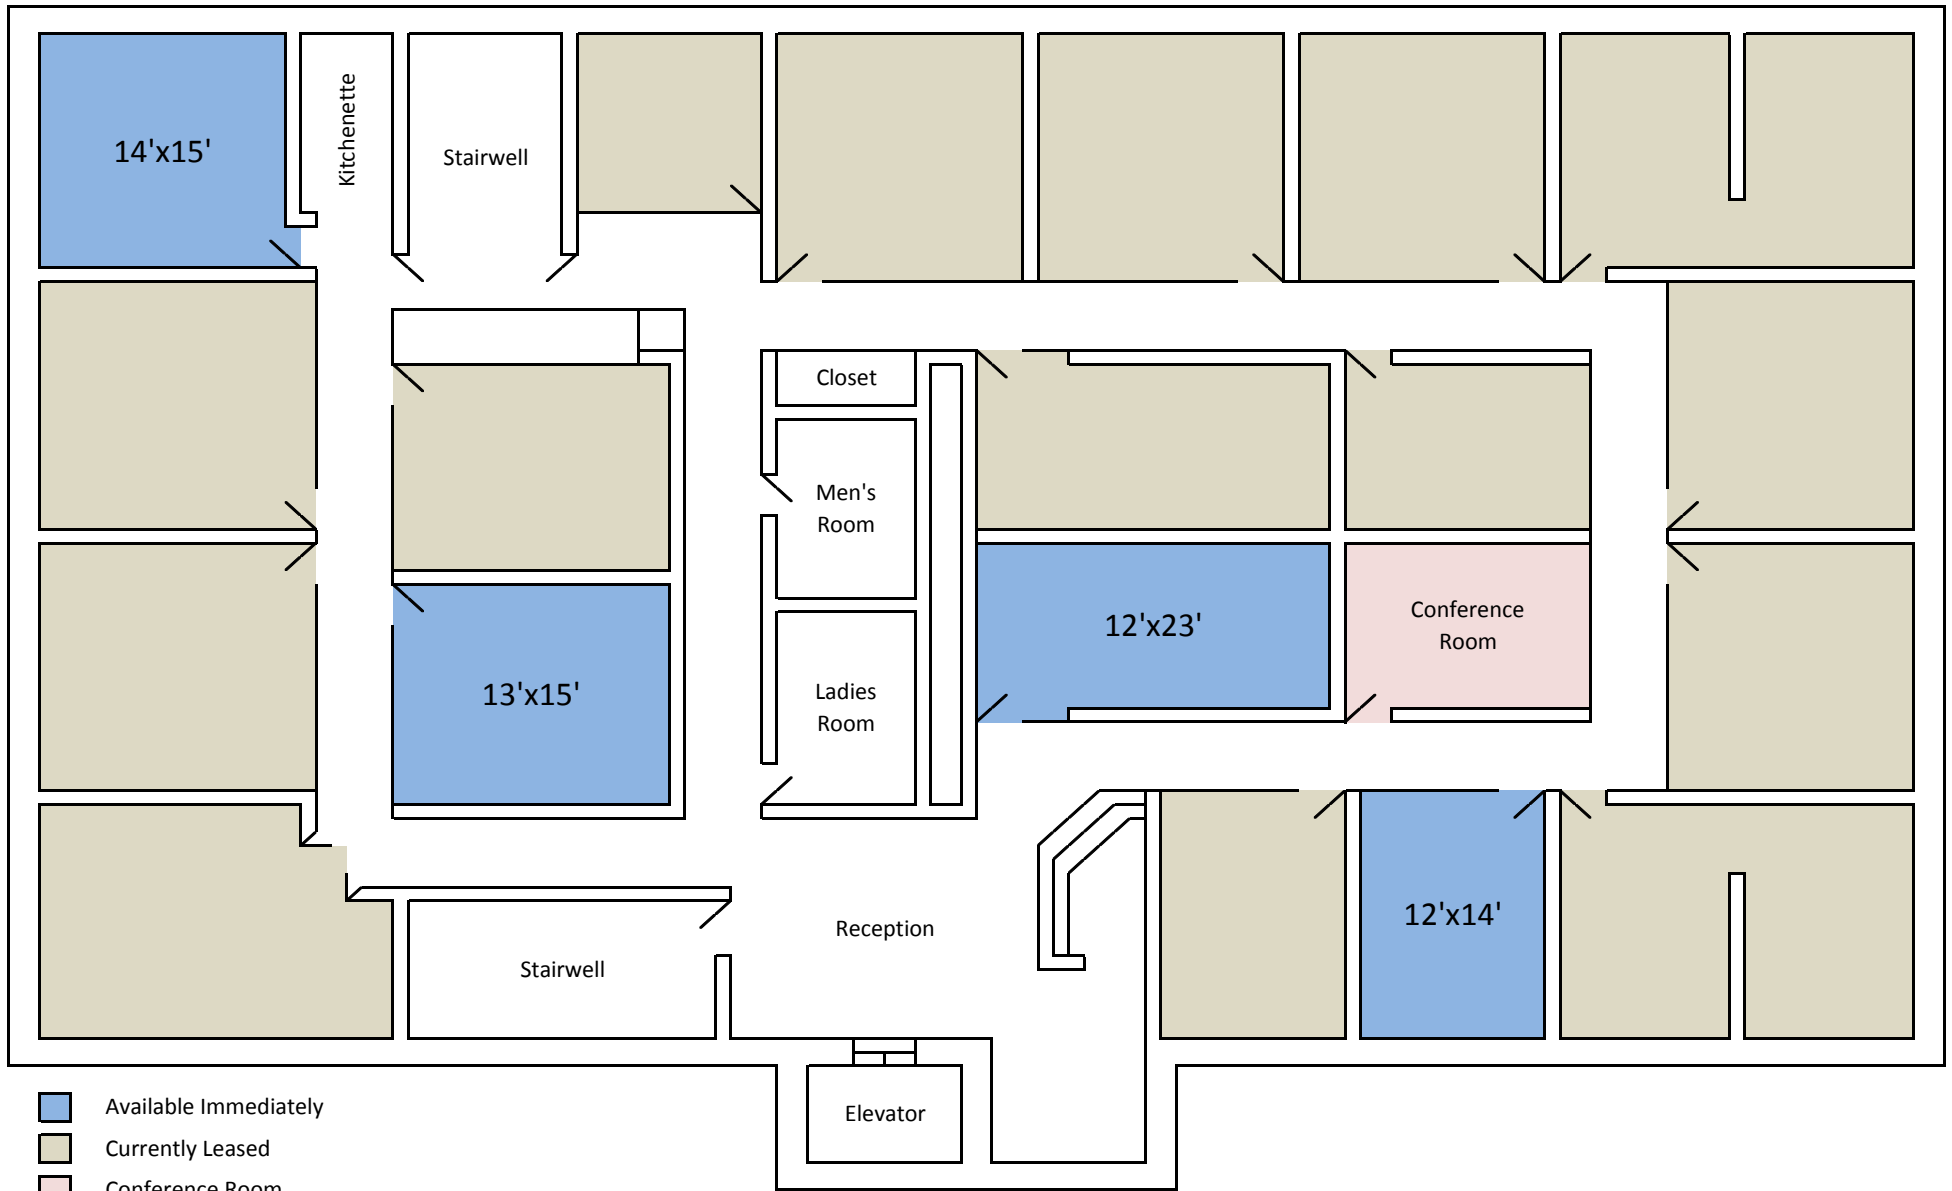 14'x15'
Kitchenette
Stairwell
Closet
Men's
Room
12'x23'
Conference
Room
13'x15'
Ladies
Room
12'x14'
Reception
Stairwell
Elevator
Available Immediately
Currently Leased
Conference Room